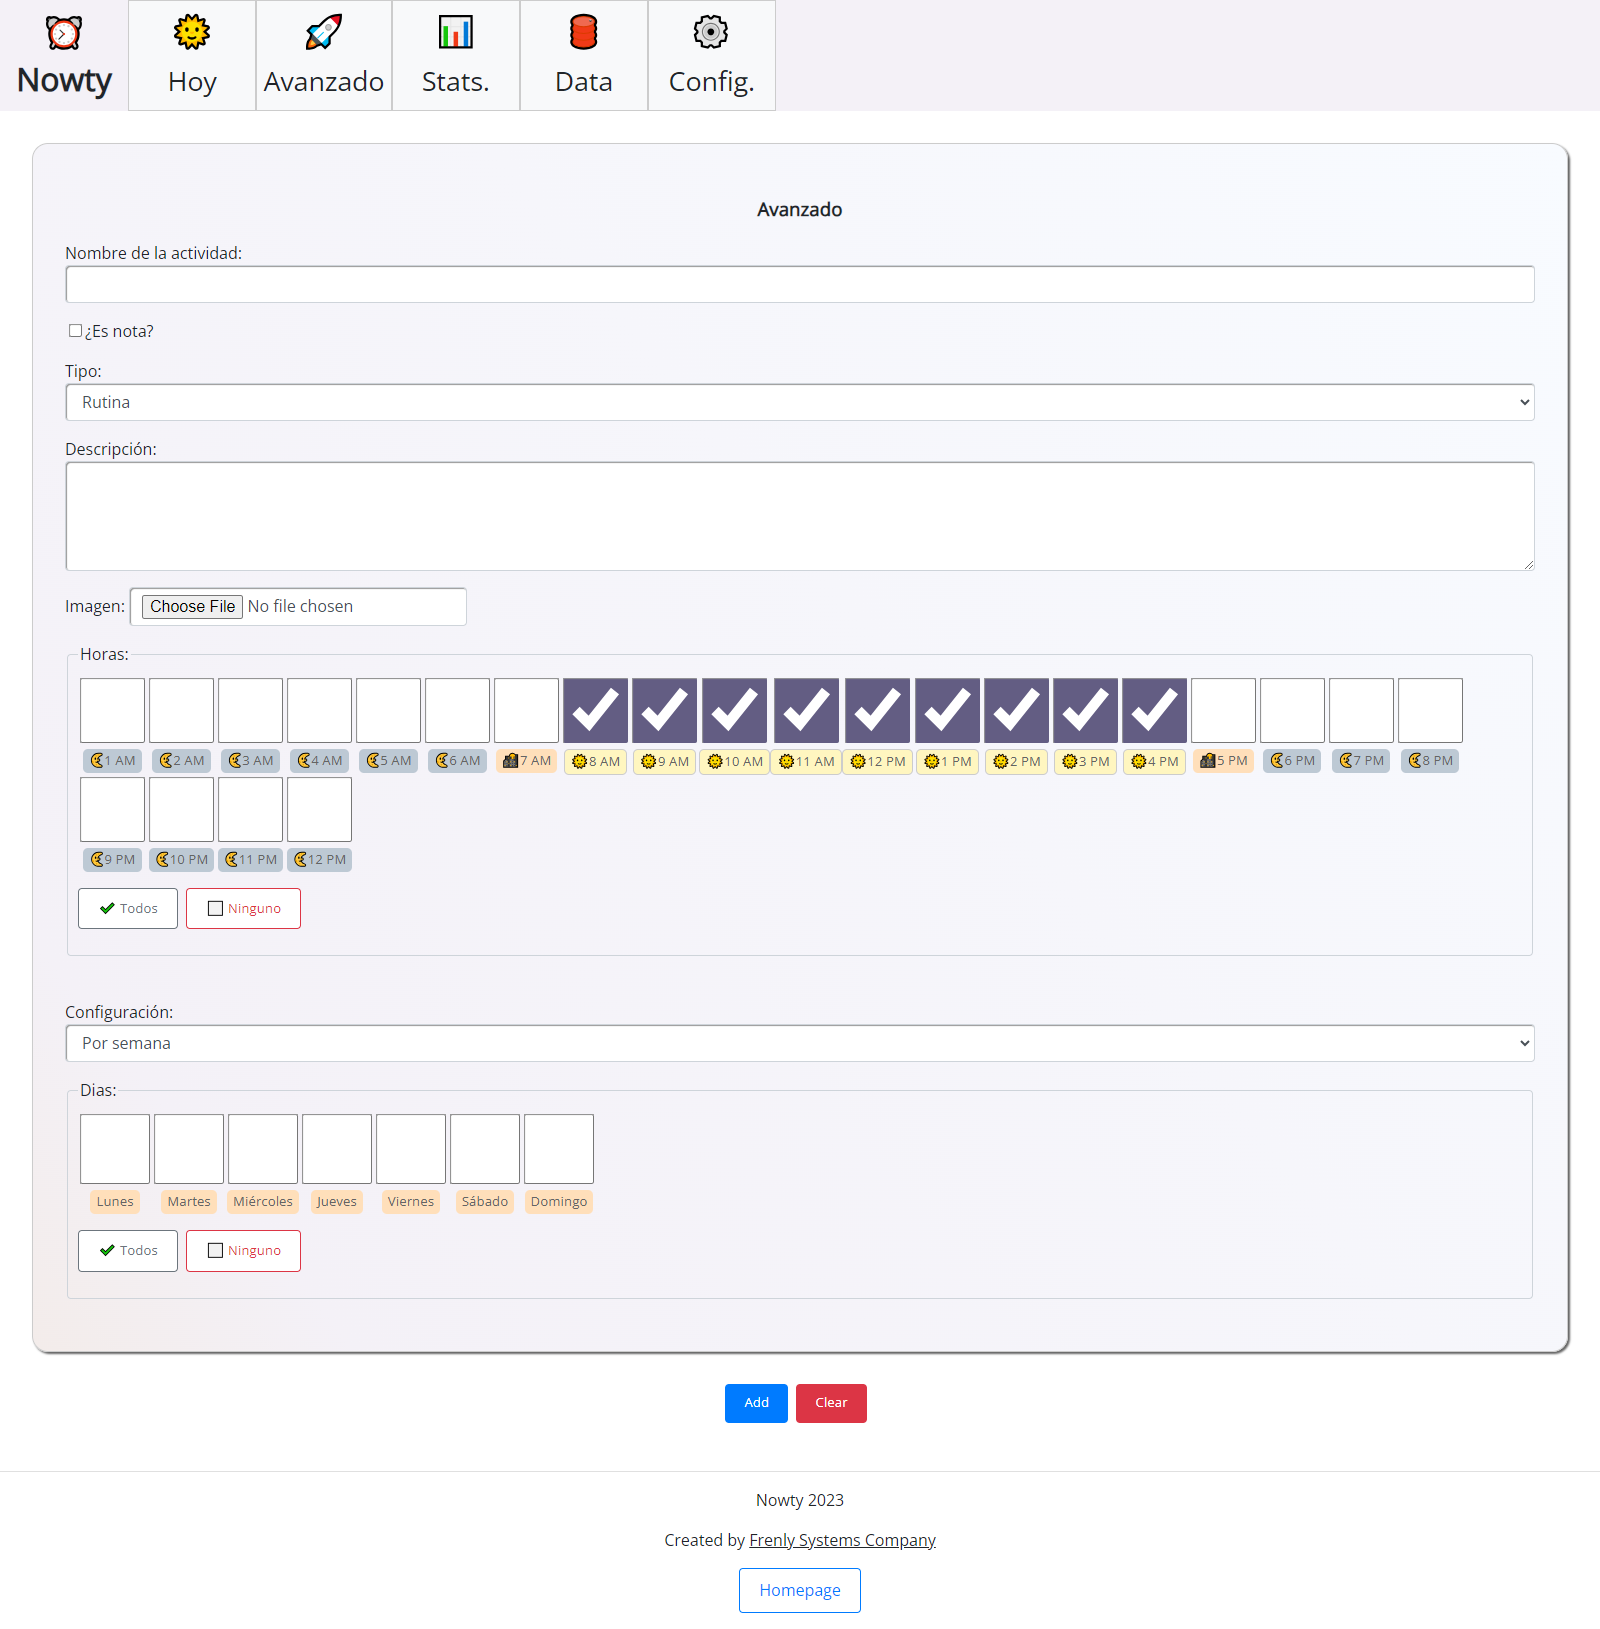 Nowty
Hoy
Avanzado
Stats.
Data
Config.
Avanzado
Nombre de la actividad:
¿Es nota?
Tipo:
Rutina
Descripción:
Imagen: Choose File No file chosen
Horas:
1 AM 2 AM 3 AM 4 AM 5 AM 6 AM 7 AM 8 AM 9 AM 10 AM 11 AM 12 PM 1 PM 2 PM 3 PM 4 PM 5 PM 6 PM 7 PM 8 PM
9 PM 10 PM 11 PM 12 PM
Todos Ninguno
Configuración:
Por semana
Dias:
Lunes Martes Miércoles Jueves Viernes Sábado Domingo
Todos Ninguno
Add Clear
Nowty 2023
Created by Frenly Systems Company
Homepage